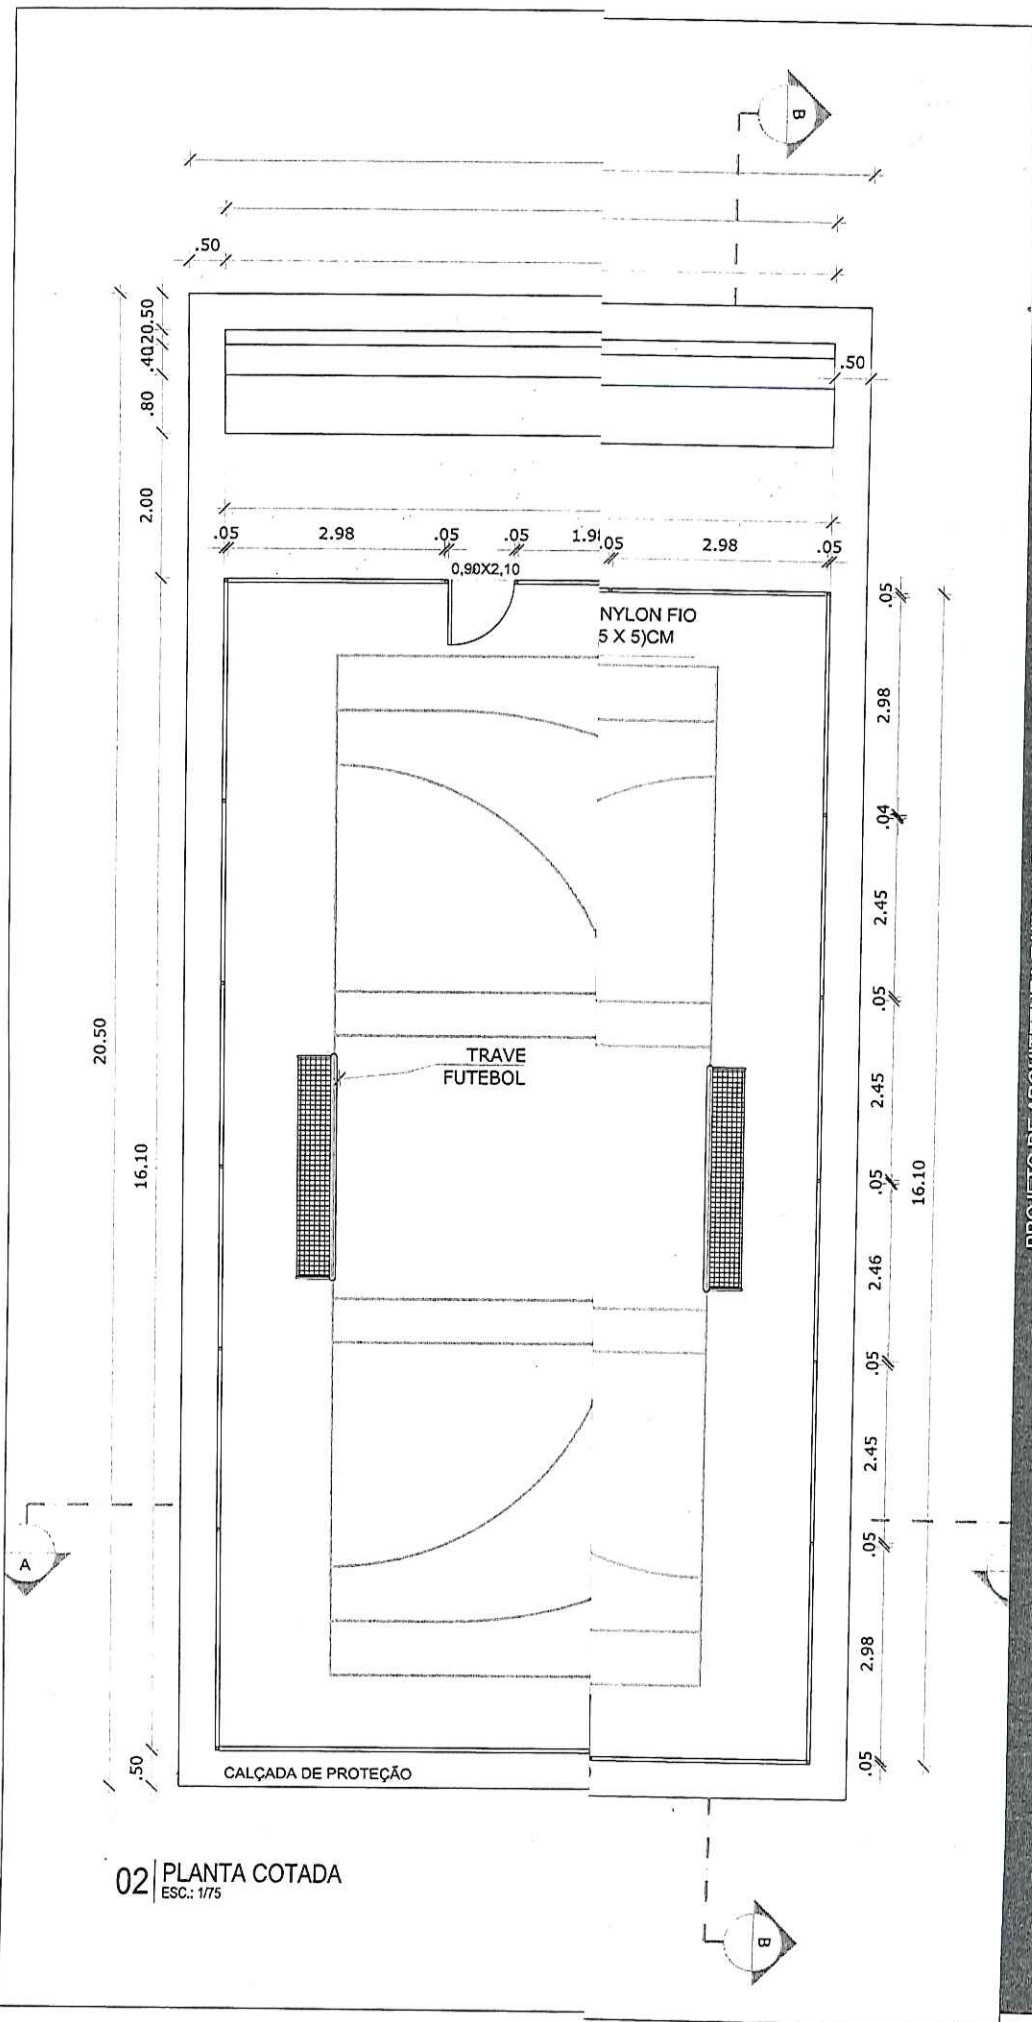 B
.50
.50
.20
.40
.80
2.00
.50
.05
2.98
.05
.05
.05
2.98
.05
0,90X2,10
NYLON FIO
5 X 5)CM
.05
2.98
.04
2.45
.05
2.45
.05
2.46
.05
2.45
.05
2.98
.05
16.10
20.50
16.10
TRAVE
FUTEBOL
A
.50
CALÇADA DE PROTEÇÃO
02 PLANTA COTADA
ESC.: 1/75
B